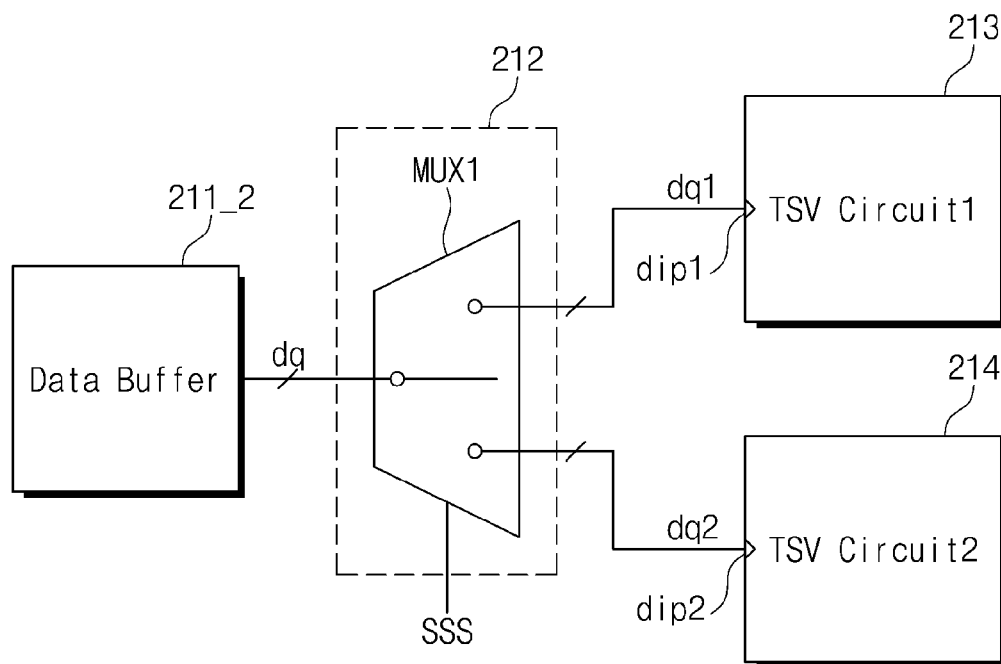 213
212
MUX1
dq1
TSV Circuit1
211_2
dip1
dq
Data Buffer
214
dq2
TSV Circuit2
dip2
SSS